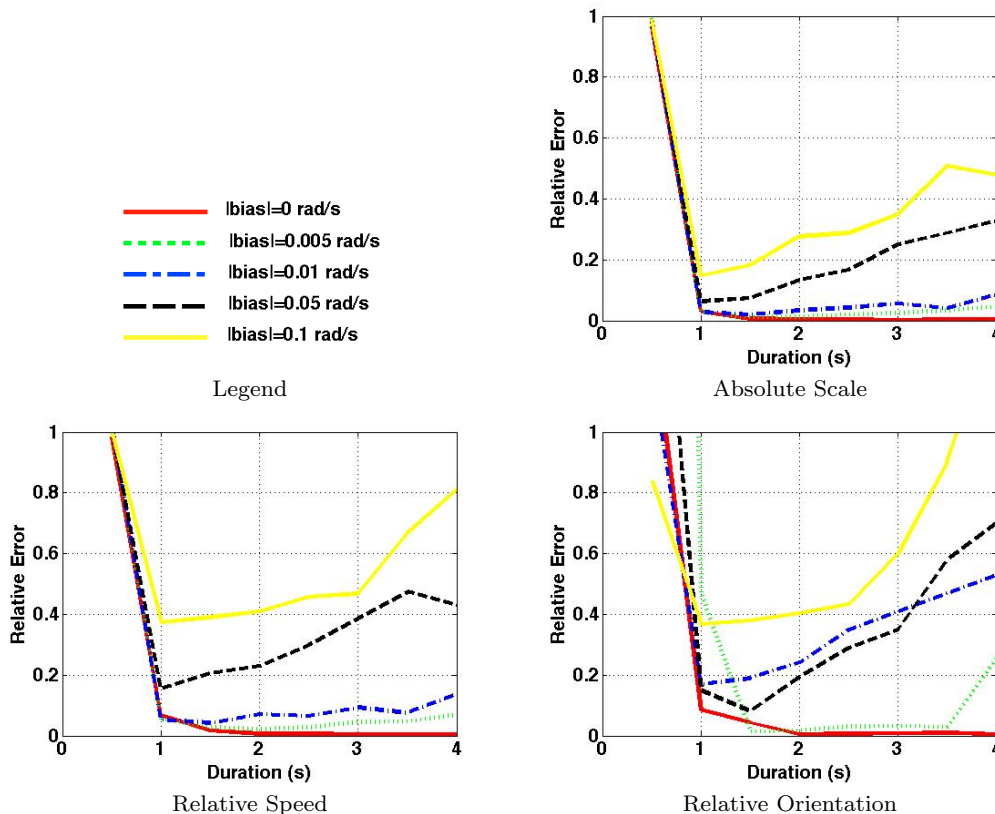 |bias|=0 rad/s
|bias|=0.005 rad/s
|bias|=0.01 rad/s
|bias|=0.05 rad/s
|bias|=0.1 rad/s
Legend
Relative Error
1
0.8
0.6
0.4
0.2
0
1
2
3
4
Duration (s)
Absolute Scale
Relative Error
1
0.8
0.6
0.4
0.2
0
0
1
2
3
4
Duration (s)
Relative Speed
Relative Error
1
0.8
0.6
0.4
0.2
0
0
1
2
3
4
Duration (s)
Relative Orientation